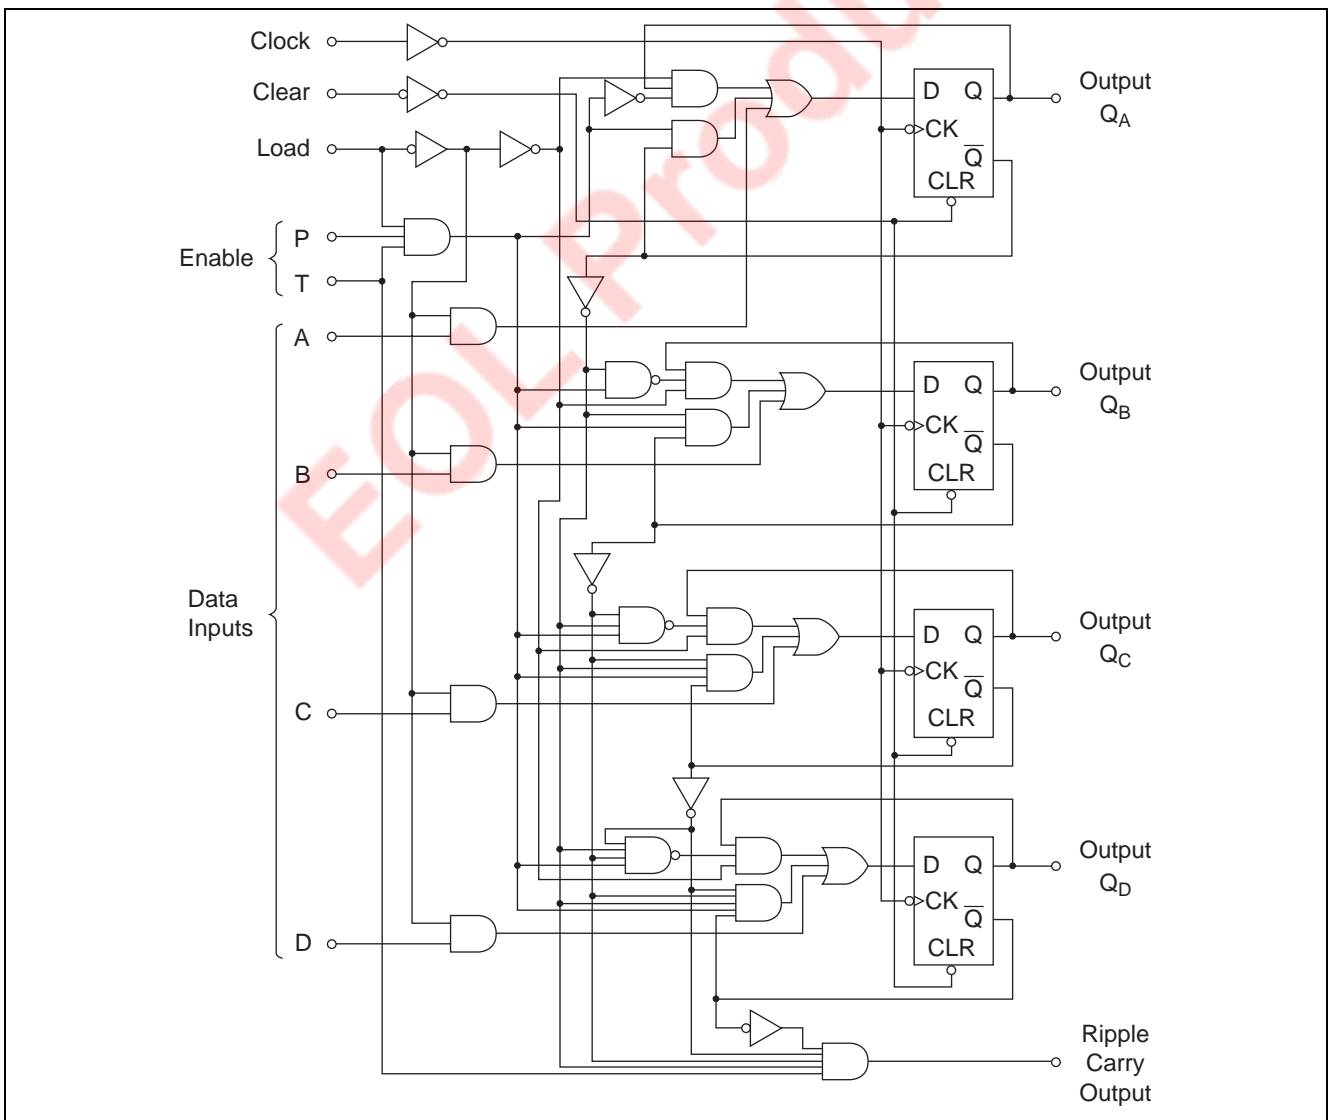 Clock
Clear
Load
Enable
P
T
A
B
Data
Inputs
C
D
D Q
CK
Q
CLR
Output
QA
D Q
CK
Q
CLR
Output
QB
D Q
CK
Q
CLR
Output
QC
D Q
CK
Q
CLR
Output
QD
Ripple
Carry
Output
EOL Produ